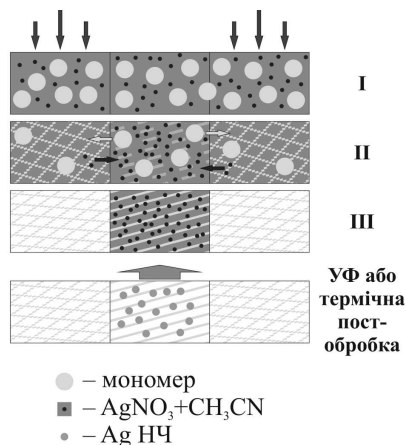 I
II
III
УФ або
термічна
пост-
обробка
– мономер
– AgNO₃+CH₃CN
– Ag НЧ